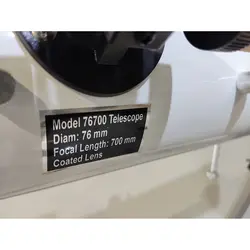 Model 76700 Telescope
Diam: 76 mm
Focal Length: 700 mm
Coated Lens